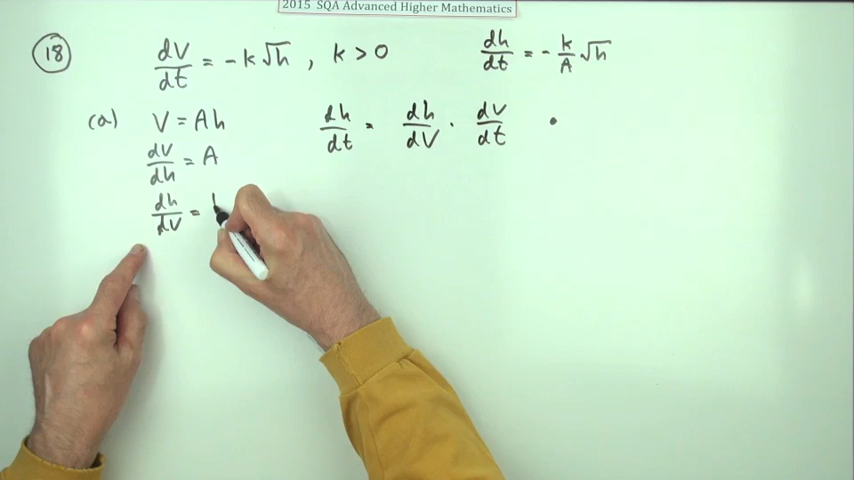 2015 SQA Advanced Higher Mathematics
18 dV/dt = -k√h , k > 0 dh/dt = -k/A √h
(a) V = Ah dh/dt = dh/dV · dV/dt •
dV/dh = A
dh/dV = 1